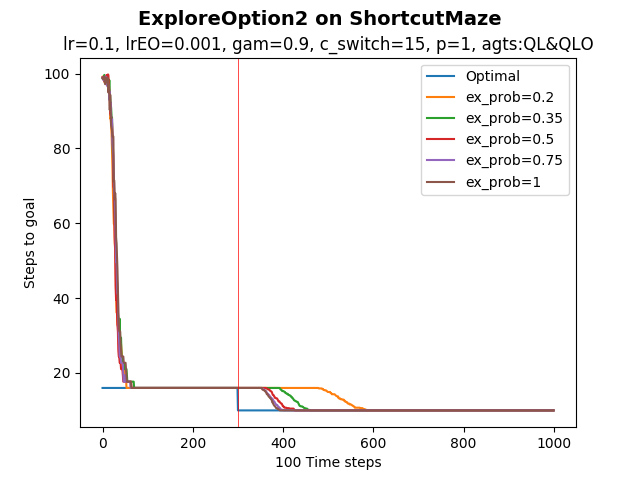 ExploreOption2 on ShortcutMaze
lr=0.1, lrEO=0.001, gam=0.9, c_switch=15, p=1, agts:QL&QLO
100
80
60
40
20
Steps to goal
Optimal
ex_prob=0.2
ex_prob=0.35
ex_prob=0.5
ex_prob=0.75
ex_prob=1
0
200
400
600
800
1000
100 Time steps